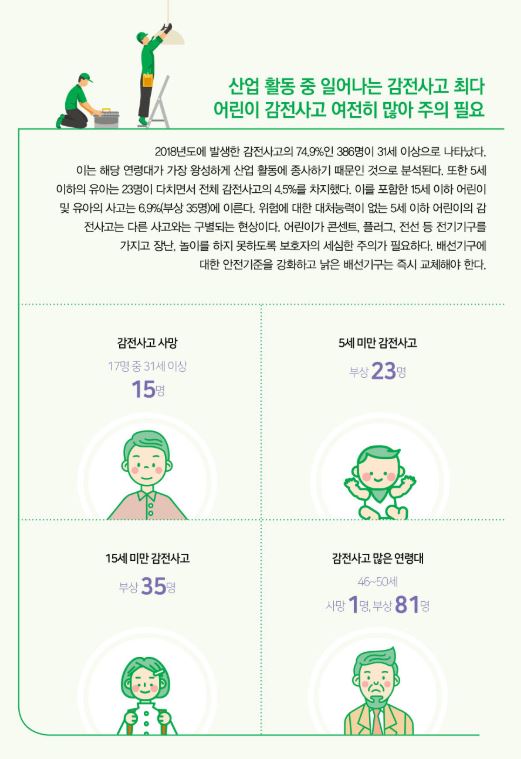 산업 활동 중 일어나는 감전사고 최다
어린이 감전사고 여전히 많아 주의 필요
2018년도에 발생한 감전사고의 74.9%인 386명이 31세 이상으로 나타났다.
이는 해당 연령대가 가장 왕성하게 산업 활동에 종사하기 때문인 것으로 분석된다. 또한 5세
이하의 유아는 23명이 다치면서 전체 감전사고의 4.5%를 차지했다. 이를 포함한 15세 이하 어린이
및 유아의 사고는 6.9%(부상 35명)에 이른다. 위험에 대한 대처능력이 없는 5세 이하 어린이의 감
전사고는 다른 사고와는 구별되는 현상이다. 어린이가 콘센트, 플러그, 전선 등 전기기구를
가지고 장난, 놀이를 하지 못하도록 보호자의 세심한 주의가 필요하다. 배선기구에
대한 안전기준을 강화하고 낡은 배선기구는 즉시 교체해야 한다.
감전사고 사망
17명 중 31세 이상
15명
5세 미만 감전사고
부상 23명
15세 미만 감전사고
부상 35명
감전사고 많은 연령대
46~50세
사망 1명, 부상 81명